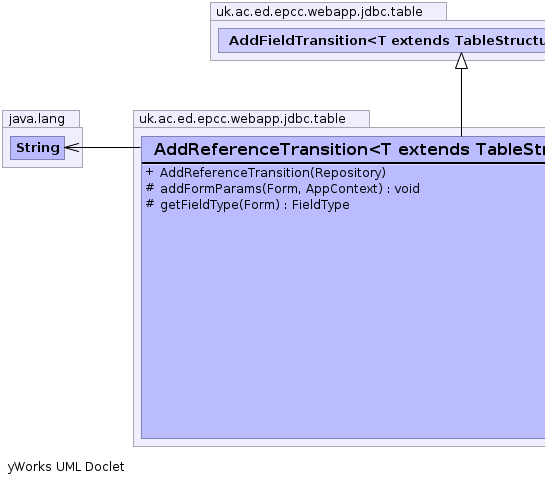 uk.ac.ed.epcc.webapp.jdbc.table
AddFieldTransition<T extends TableStructu
java.lang
String
uk.ac.ed.epcc.webapp.jdbc.table
AddReferenceTransition<T extends TableStr
+ AddReferenceTransition(Repository)
# addFormParams(Form, AppContext) : void
# getFieldType(Form) : FieldType
yWorks UML Doclet